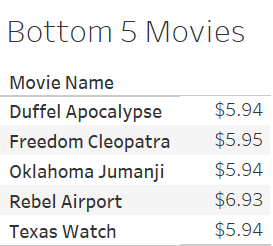 Bottom 5 Movies
Movie Name
Duffel Apocalypse $5.94
Freedom Cleopatra $5.95
Oklahoma Jumanji $5.94
Rebel Airport $6.93
Texas Watch $5.94